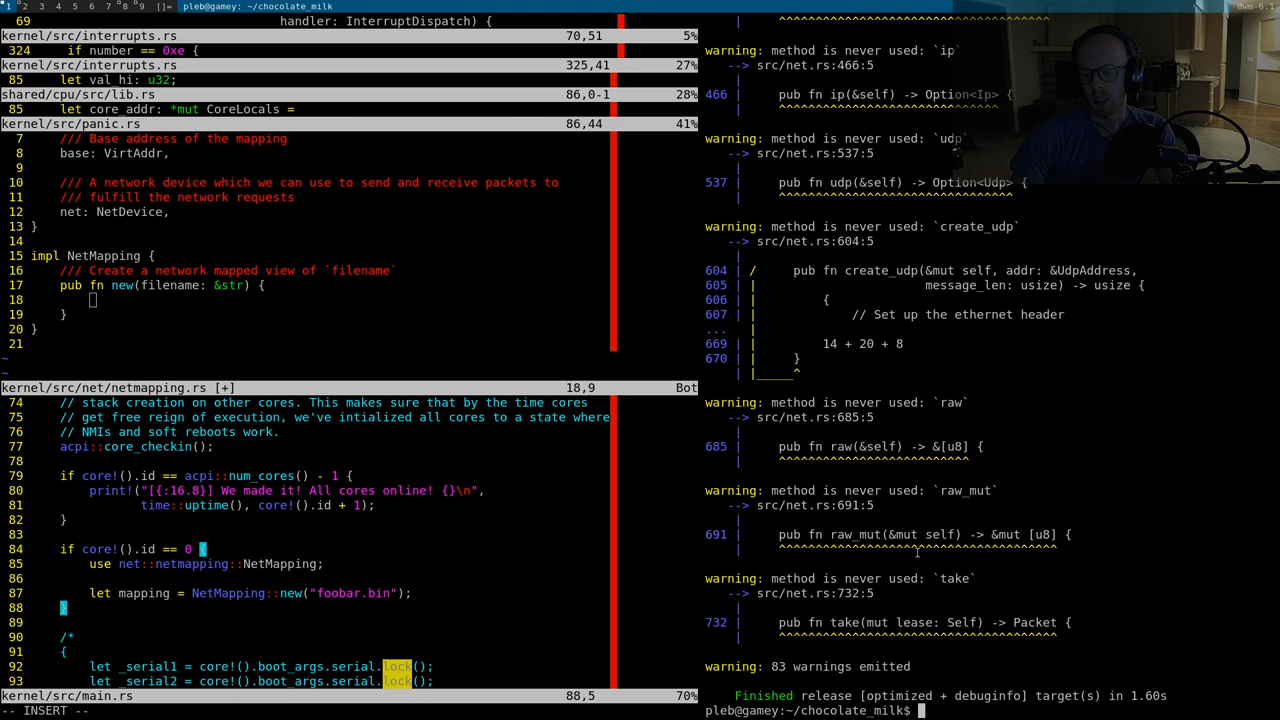 1 2 3 4 5 6 7 8 9 []= pleb@gamey: ~/chocolate_milk dwm-6.1
69 handler: InterruptDispatch) {
kernel/src/interrupts.rs 70,51 5%
324 if number == 0xe {
kernel/src/interrupts.rs 325,41 27%
85 let val_hi: u32;
shared/cpu/src/lib.rs 86,0-1 28%
85 let core_addr: *mut CoreLocals =
kernel/src/panic.rs 86,44 41%
7 /// Base address of the mapping
8 base: VirtAddr,
9
10 /// A network device which we can use to send and receive packets to
11 /// fulfill the network requests
12 net: NetDevice,
13 }
14
15 impl NetMapping {
16 /// Create a network mapped view of `filename`
17 pub fn new(filename: &str) {
18
19 }
20 }
21
~
~
kernel/src/net/netmapping.rs [+] 18,9 Bot
74 // stack creation on other cores. This makes sure that by the time cores
75 // get free reign of execution, we've intialized all cores to a state where
76 // NMIs and soft reboots work.
77 acpi::core_checkin();
78
79 if core!().id == acpi::num_cores() - 1 {
80 print!("[{:16.8}] We made it! All cores online! {}\n",
81 time::uptime(), core!().id + 1);
82 }
83
84 if core!().id == 0 {
85 use net::netmapping::NetMapping;
86
87 let mapping = NetMapping::new("foobar.bin");
88 }
89
90 /*
91 {
92 let _serial1 = core!().boot_args.serial.lock();
93 let _serial2 = core!().boot_args.serial.lock();
kernel/src/main.rs 88,5 70%
-- INSERT --
| ^^^^^^^^^^^^^^^^^^^^^^^^^^^^^^^^^^^^^
warning: method is never used: `ip`
--> src/net.rs:466:5
|
466 | pub fn ip(&self) -> Option<Ip> {
| ^^^^^^^^^^^^^^^^^^^^^^^^^^^^^^
warning: method is never used: `udp`
--> src/net.rs:537:5
|
537 | pub fn udp(&self) -> Option<Udp> {
| ^^^^^^^^^^^^^^^^^^^^^^^^^^^^^^^^
warning: method is never used: `create_udp`
--> src/net.rs:604:5
|
604 | / pub fn create_udp(&mut self, addr: &UdpAddress,
605 | | message_len: usize) -> usize {
606 | | {
607 | | // Set up the ethernet header
... |
669 | | 14 + 20 + 8
670 | | }
| |_____^
warning: method is never used: `raw`
--> src/net.rs:685:5
|
685 | pub fn raw(&self) -> &[u8] {
| ^^^^^^^^^^^^^^^^^^^^^^^^^^
warning: method is never used: `raw_mut`
--> src/net.rs:691:5
|
691 | pub fn raw_mut(&mut self) -> &mut [u8] {
| ^^^^^^^^^^^^^^^^^^^^^^^^^^^^^^^^^^^^^^
warning: method is never used: `take`
--> src/net.rs:732:5
|
732 | pub fn take(mut lease: Self) -> Packet {
| ^^^^^^^^^^^^^^^^^^^^^^^^^^^^^^^^^^^^^^
warning: 83 warnings emitted
Finished release [optimized + debuginfo] target(s) in 1.60s
pleb@gamey:~/chocolate_milk$